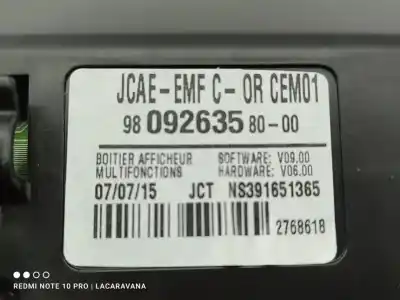 JCAE-EMF C- OR CEM01
98 092635 80-00
BOITIER AFFICHEUR SOFTWARE: V09.00
MULTIFONCTIONS HARDWARE: V06.00
07/07/15 JCT NS391651365
2768618
REDMI NOTE 10 PRO | LACARAVANA